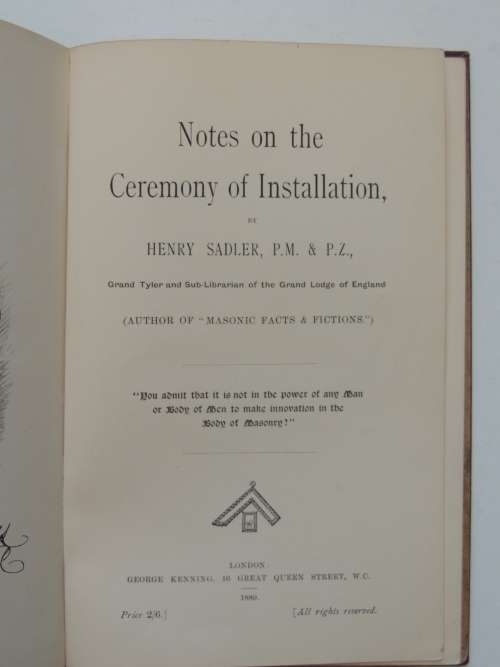 Notes on the
Ceremony of Installation,
BY
HENRY SADLER, P.M. & P.Z.,
Grand Tyler and Sub-Librarian of the Grand Lodge of England
(AUTHOR OF "MASONIC FACTS & FICTIONS.")
"You admit that it is not in the power of any Man
or Body of Men to make innovation in the
Body of Masonry?"
LONDON:
GEORGE KENNING, 16 GREAT QUEEN STREET, W.C.
1889.
Price 2/6.]
[All rights reserved.